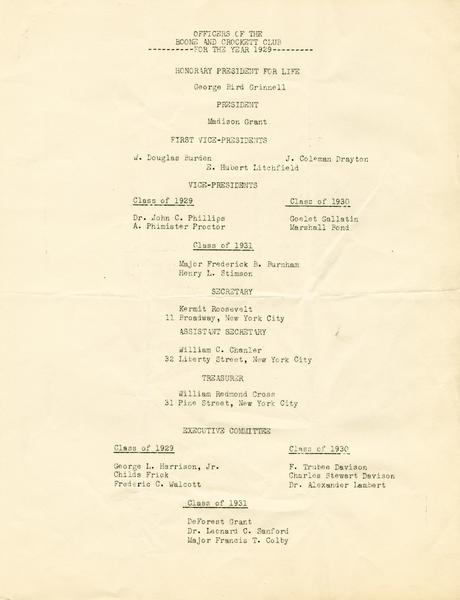 OFFICERS OF THE
BOONE AND CROCKETT CLUB
----------FOR THE YEAR 1929---------
HONORARY PRESIDENT FOR LIFE
George Bird Grinnell
PRESIDENT
Madison Grant
FIRST VICE-PRESIDENTS
W. Douglas Burden J. Coleman Drayton
E. Hubert Litchfield
VICE-PRESIDENTS
Class of 1929 Class of 1930
Dr. John C. Phillips Goelet Gallatin
A. Phimister Proctor Marshall Bond
Class of 1931
Major Frederick B. Burnham
Henry L. Stimson
SECRETARY
Kermit Roosevelt
11 Broadway, New York City
ASSISTANT SECRETARY
William C. Chanler
32 Liberty Street, New York City
TREASURER
William Redmond Cross
31 Pine Street, New York City
EXECUTIVE COMMITTEE
Class of 1929 Class of 1930
George L. Harrison, Jr. F. Trubee Davison
Childs Frick Charles Stewart Davison
Frederic C. Walcott Dr. Alexander Lambert
Class of 1931
DeForest Grant
Dr. Leonard C. Sanford
Major Francis T. Colby